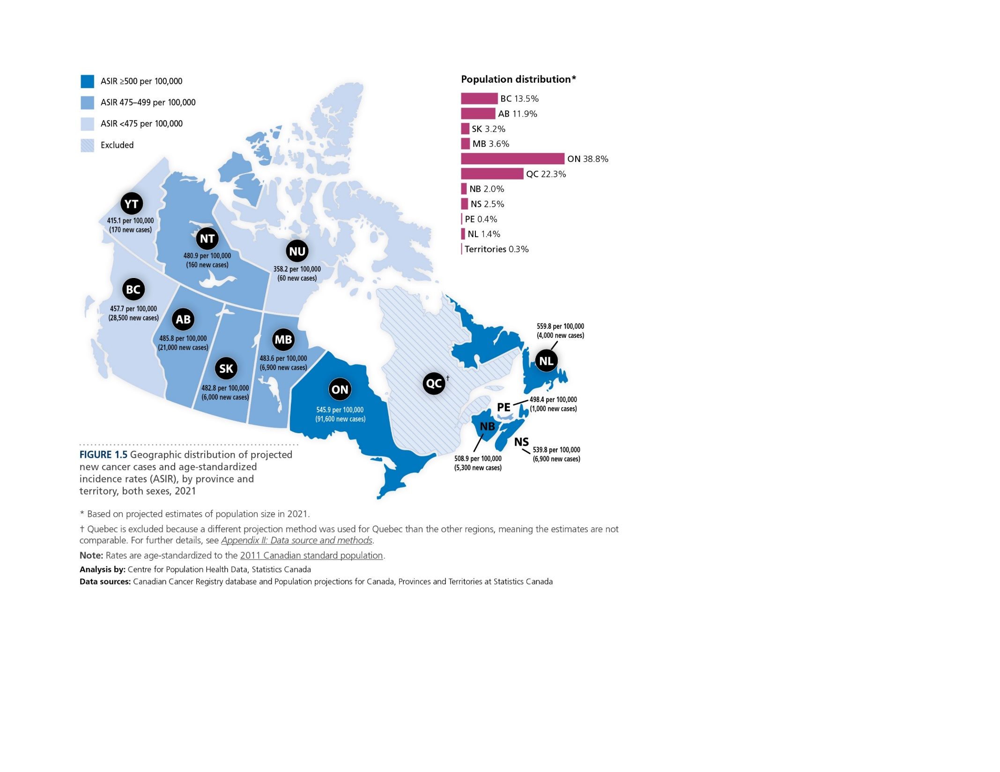 ASIR ≥500 per 100,000
ASIR 475–499 per 100,000
ASIR <475 per 100,000
Excluded
Population distribution*
BC 13.5%
AB 11.9%
SK 3.2%
MB 3.6%
ON 38.8%
QC 22.3%
NB 2.0%
NS 2.5%
PE 0.4%
NL 1.4%
Territories 0.3%
YT
415.1 per 100,000
(170 new cases)
NT
480.9 per 100,000
(160 new cases)
NU
358.2 per 100,000
(60 new cases)
BC
457.7 per 100,000
(28,500 new cases)
AB
485.8 per 100,000
(21,000 new cases)
SK
482.8 per 100,000
(6,000 new cases)
MB
483.6 per 100,000
(6,900 new cases)
ON
545.9 per 100,000
(91,600 new cases)
QC†
559.8 per 100,000
(4,000 new cases)
NL
PE
498.4 per 100,000
(1,000 new cases)
NB
508.9 per 100,000
(5,300 new cases)
NS
539.8 per 100,000
(6,900 new cases)
FIGURE 1.5 Geographic distribution of projected
new cancer cases and age-standardized
incidence rates (ASIR), by province and
territory, both sexes, 2021
* Based on projected estimates of population size in 2021.
† Quebec is excluded because a different projection method was used for Quebec than the other regions, meaning the estimates are not
comparable. For further details, see Appendix II: Data source and methods.
Note: Rates are age-standardized to the 2011 Canadian standard population.
Analysis by: Centre for Population Health Data, Statistics Canada
Data sources: Canadian Cancer Registry database and Population projections for Canada, Provinces and Territories at Statistics Canada